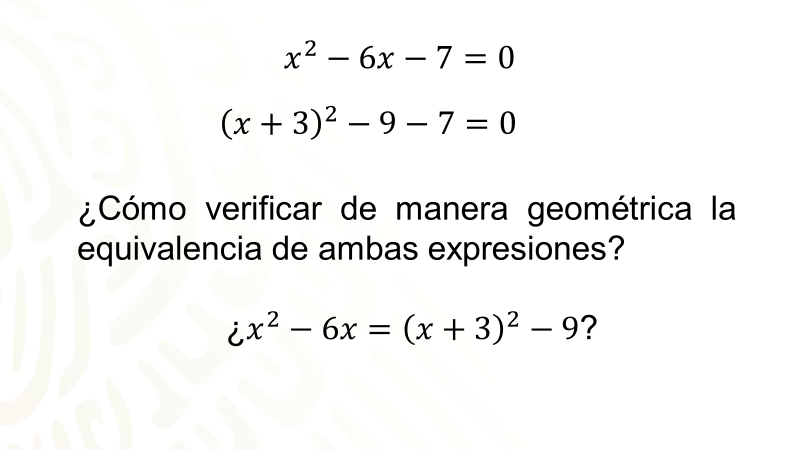 x² − 6x − 7 = 0
(x + 3)² − 9 − 7 = 0
¿Cómo verificar de manera geométrica la
equivalencia de ambas expresiones?
¿x² − 6x = (x + 3)² − 9?